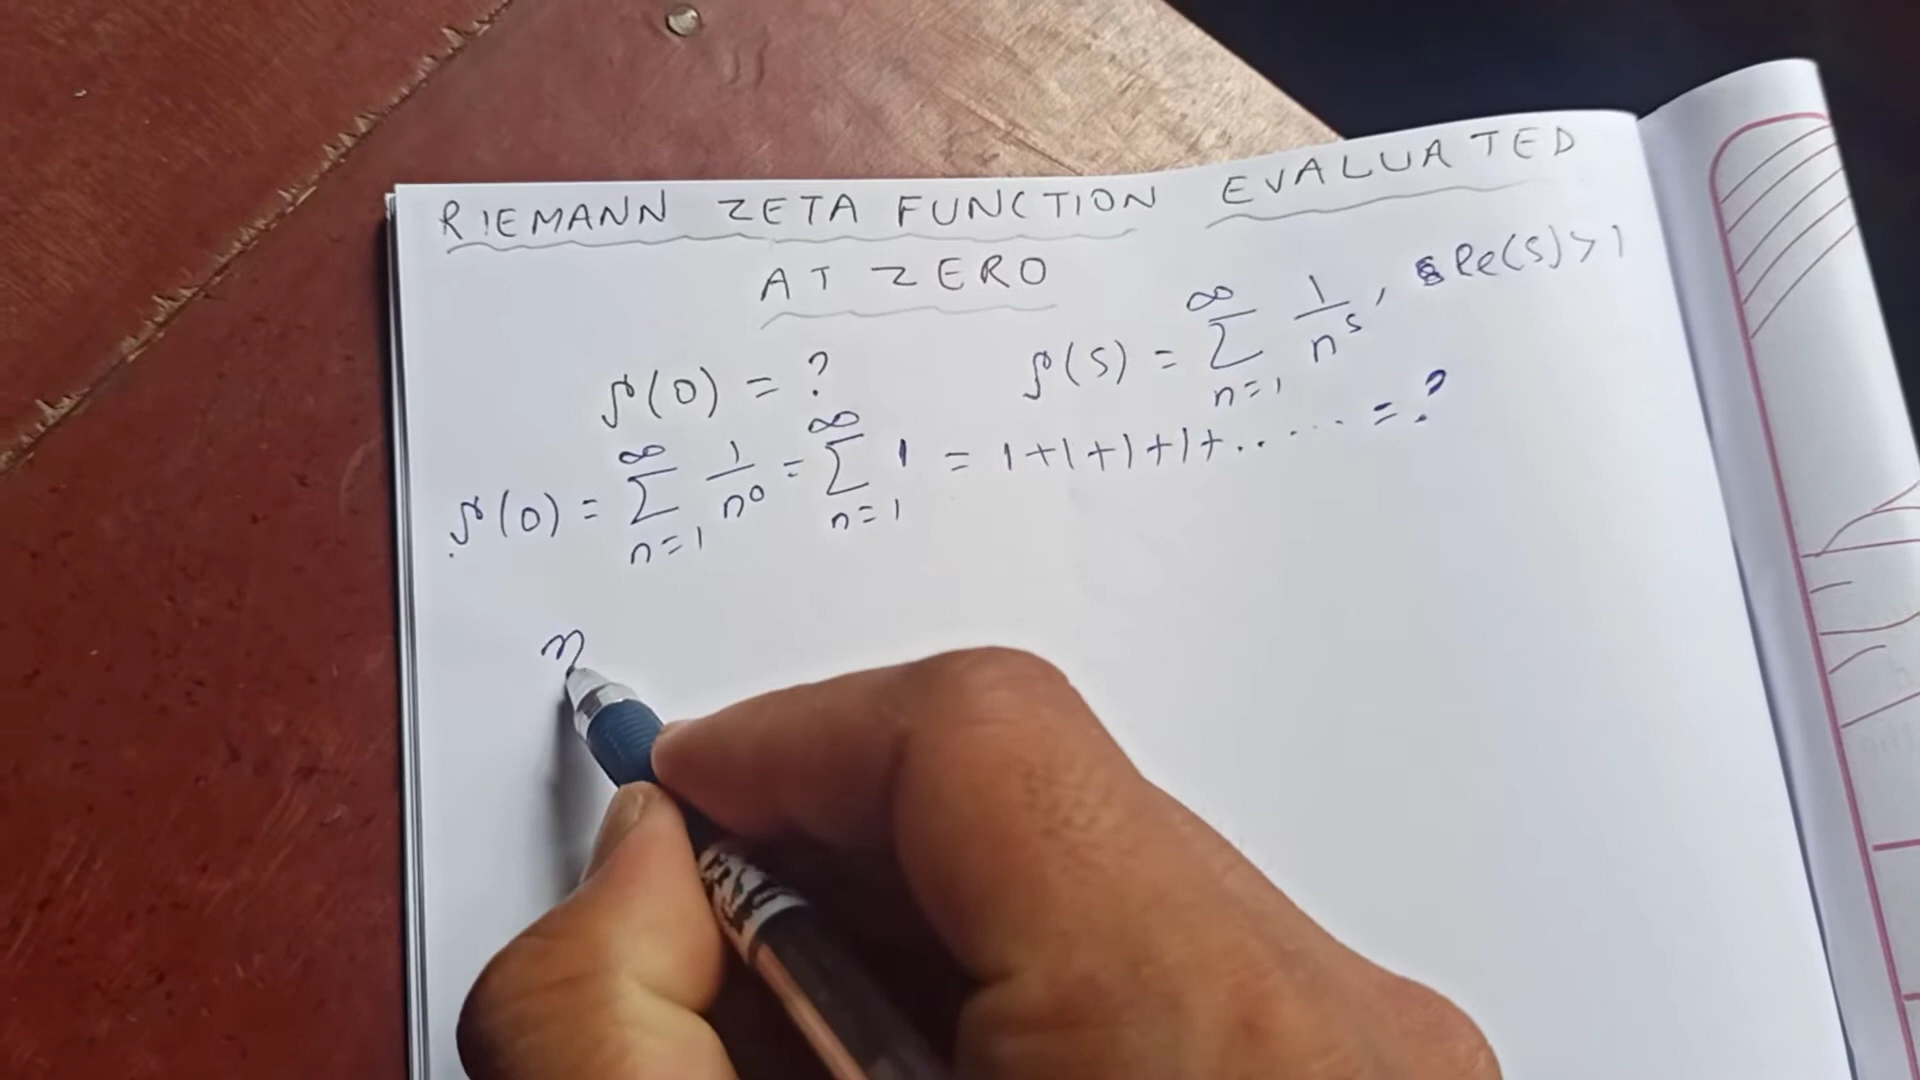 RIEMANN ZETA FUNCTION EVALUATED
AT ZERO
ζ(0) = ?
ζ(s) = ∑_{n=1}^{∞} 1/n^s, Re(s)>1
ζ(0) = ∑_{n=1}^{∞} 1/n^0 = ∑_{n=1}^{∞} 1 = 1+1+1+1+....... = ?
η